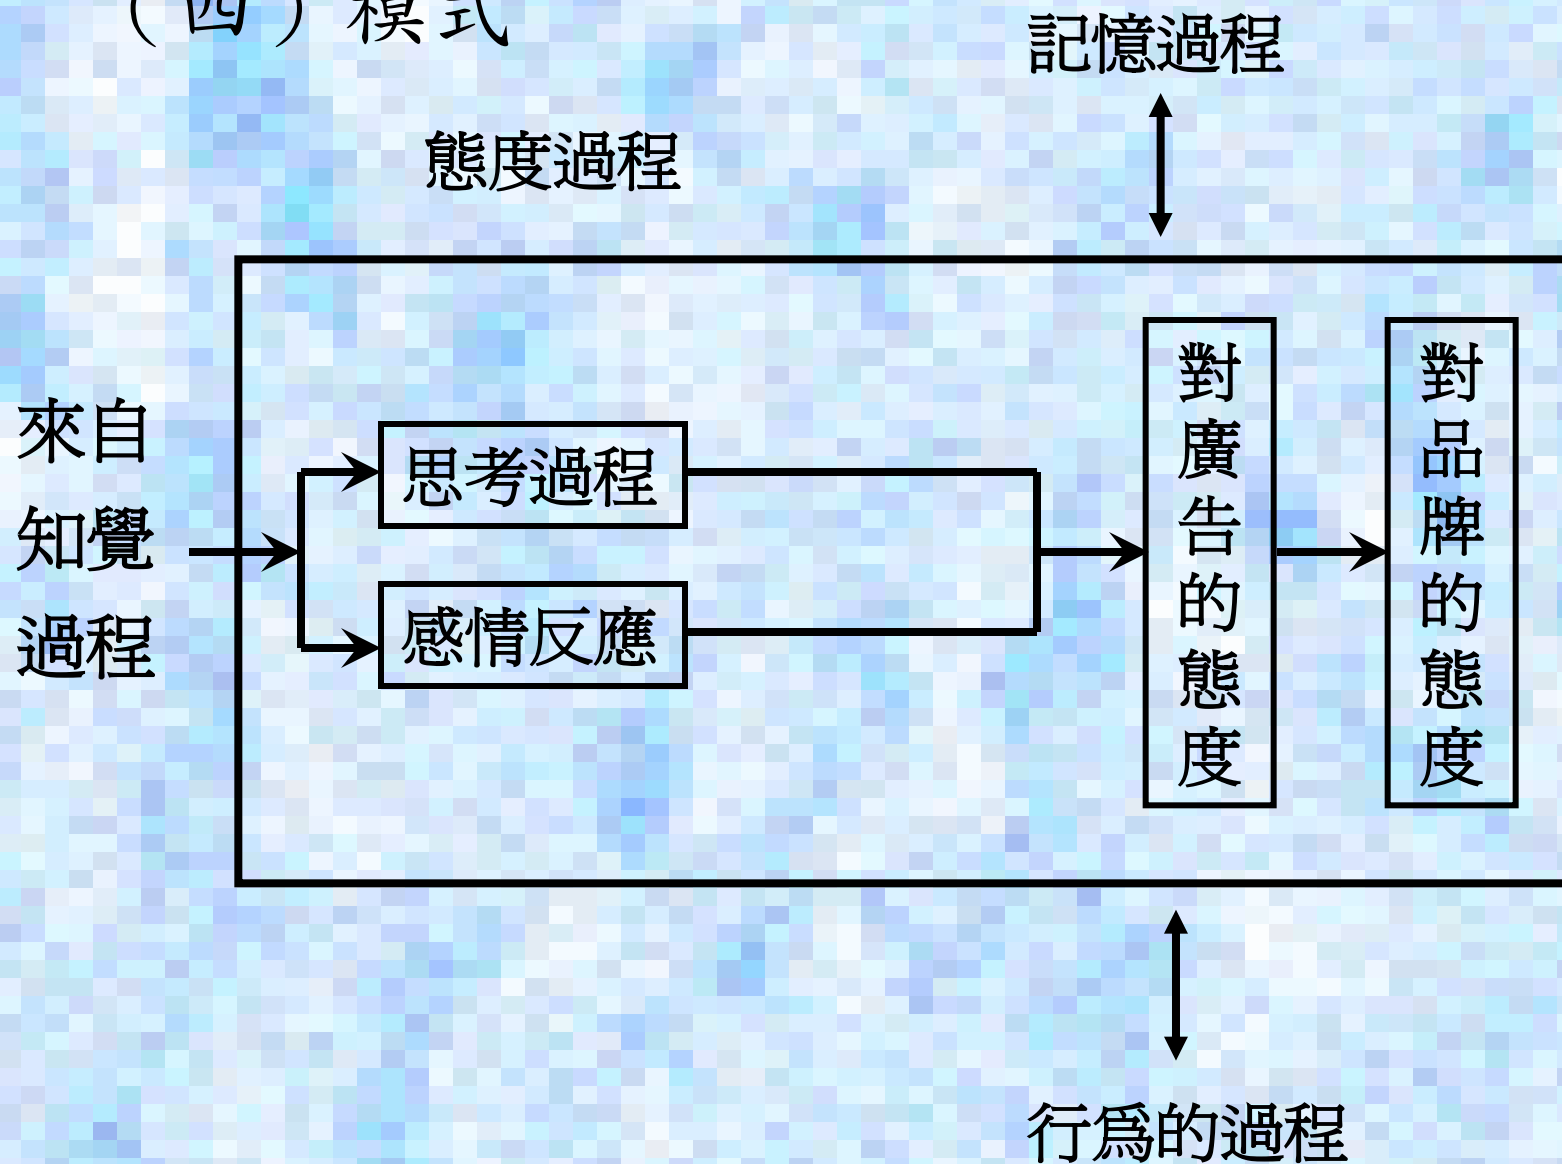 （四）模式
記憶過程
態度過程
來自
知覺
過程
思考過程
感情反應
對廣告的態度
對品牌的態度
行為的過程